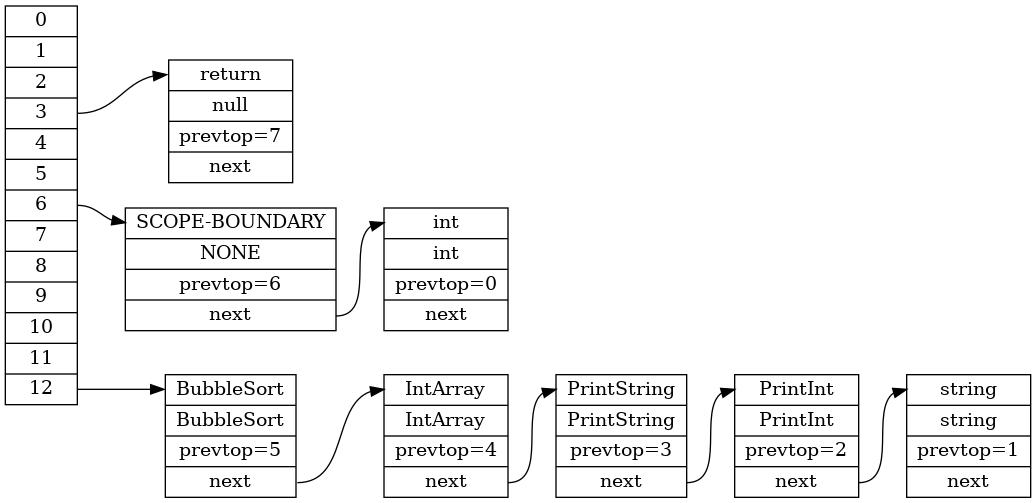 0
1
2
3
4
5
6
7
8
9
10
11
12
return
null
prevtop=7
next
SCOPE-BOUNDARY
NONE
prevtop=6
next
int
int
prevtop=0
next
BubbleSort
BubbleSort
prevtop=5
next
IntArray
IntArray
prevtop=4
next
PrintString
PrintString
prevtop=3
next
PrintInt
PrintInt
prevtop=2
next
string
string
prevtop=1
next